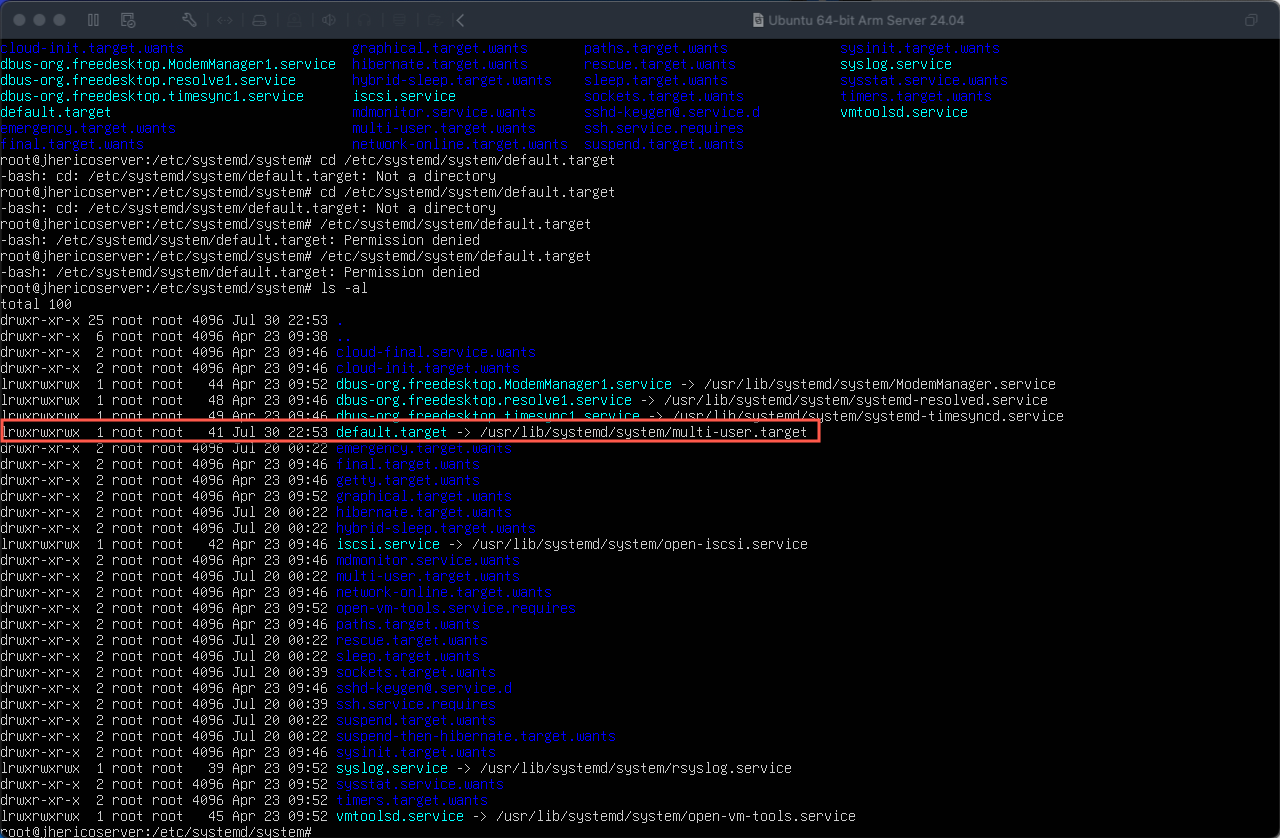 Ubuntu 64-bit Arm Server 24.04
cloud-init.target.wants graphical.target.wants paths.target.wants sysinit.target.wants
dbus-org.freedesktop.ModemManager1.service hibernate.target.wants rescue.target.wants syslog.service
dbus-org.freedesktop.resolve1.service hybrid-sleep.target.wants sleep.target.wants sysstat.service.wants
dbus-org.freedesktop.timesync1.service iscsi.service sockets.target.wants timers.target.wants
default.target mdmonitor.service.wants sshd-keygen@.service.d vmtoolsd.service
emergency.target.wants multi-user.target.wants ssh.service.requires
final.target.wants network-online.target.wants suspend.target.wants
root@jhericoserver:/etc/systemd/system# cd /etc/systemd/system/default.target
-bash: cd: /etc/systemd/system/default.target: Not a directory
root@jhericoserver:/etc/systemd/system# cd /etc/systemd/system/default.target
-bash: cd: /etc/systemd/system/default.target: Not a directory
root@jhericoserver:/etc/systemd/system# /etc/systemd/system/default.target
-bash: /etc/systemd/system/default.target: Permission denied
root@jhericoserver:/etc/systemd/system# /etc/systemd/system/default.target
-bash: /etc/systemd/system/default.target: Permission denied
root@jhericoserver:/etc/systemd/system# ls -al
total 100
drwxr-xr-x 25 root root 4096 Jul 30 22:53 .
drwxr-xr-x 6 root root 4096 Apr 23 09:38 ..
drwxr-xr-x 2 root root 4096 Apr 23 09:46 cloud-final.service.wants
drwxr-xr-x 2 root root 4096 Apr 23 09:46 cloud-init.target.wants
lrwxrwxrwx 1 root root 44 Apr 23 09:52 dbus-org.freedesktop.ModemManager1.service -> /usr/lib/systemd/system/ModemManager.service
lrwxrwxrwx 1 root root 48 Apr 23 09:46 dbus-org.freedesktop.resolve1.service -> /usr/lib/systemd/system/systemd-resolved.service
lrwxrwxrwx 1 root root 49 Apr 23 09:46 dbus-org.freedesktop.timesync1.service -> /usr/lib/systemd/system/systemd-timesyncd.service
lrwxrwxrwx 1 root root 41 Jul 30 22:53 default.target -> /usr/lib/systemd/system/multi-user.target
drwxr-xr-x 2 root root 4096 Jul 20 00:22 emergency.target.wants
drwxr-xr-x 2 root root 4096 Apr 23 09:46 final.target.wants
drwxr-xr-x 2 root root 4096 Apr 23 09:46 getty.target.wants
drwxr-xr-x 2 root root 4096 Apr 23 09:52 graphical.target.wants
drwxr-xr-x 2 root root 4096 Jul 20 00:22 hibernate.target.wants
drwxr-xr-x 2 root root 4096 Jul 20 00:22 hybrid-sleep.target.wants
lrwxrwxrwx 1 root root 42 Apr 23 09:46 iscsi.service -> /usr/lib/systemd/system/open-iscsi.service
drwxr-xr-x 2 root root 4096 Apr 23 09:46 mdmonitor.service.wants
drwxr-xr-x 2 root root 4096 Jul 20 00:22 multi-user.target.wants
drwxr-xr-x 2 root root 4096 Apr 23 09:46 network-online.target.wants
drwxr-xr-x 2 root root 4096 Apr 23 09:52 open-vm-tools.service.requires
drwxr-xr-x 2 root root 4096 Apr 23 09:46 paths.target.wants
drwxr-xr-x 2 root root 4096 Jul 20 00:22 rescue.target.wants
drwxr-xr-x 2 root root 4096 Jul 20 00:22 sleep.target.wants
drwxr-xr-x 2 root root 4096 Jul 20 00:39 sockets.target.wants
drwxr-xr-x 2 root root 4096 Apr 23 09:46 sshd-keygen@.service.d
drwxr-xr-x 2 root root 4096 Jul 20 00:39 ssh.service.requires
drwxr-xr-x 2 root root 4096 Jul 20 00:22 suspend.target.wants
drwxr-xr-x 2 root root 4096 Jul 20 00:22 suspend-then-hibernate.target.wants
drwxr-xr-x 2 root root 4096 Apr 23 09:46 sysinit.target.wants
lrwxrwxrwx 1 root root 39 Apr 23 09:52 syslog.service -> /usr/lib/systemd/system/rsyslog.service
drwxr-xr-x 2 root root 4096 Apr 23 09:52 sysstat.service.wants
drwxr-xr-x 2 root root 4096 Apr 23 09:52 timers.target.wants
lrwxrwxrwx 1 root root 45 Apr 23 09:52 vmtoolsd.service -> /usr/lib/systemd/system/open-vm-tools.service
root@jhericoserver:/etc/systemd/system#